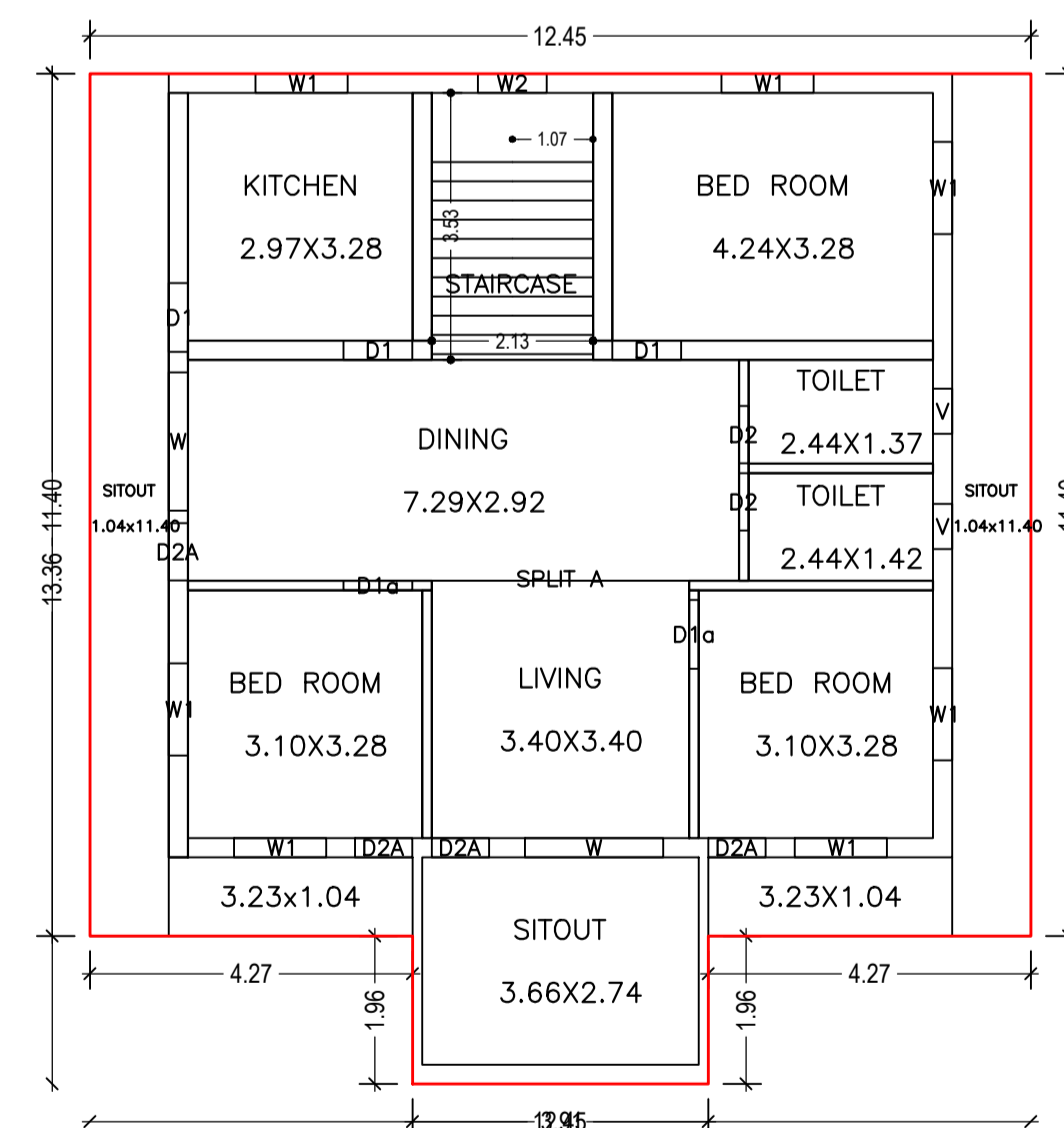 12.45
W1
W2
W1
1.07
KITCHEN
BED ROOM
W1
2.97X3.28
3.53
4.24X3.28
STAIRCASE
D1
D1
2.13
D1
TOILET
DINING
D2
2.44X1.37
V
W
SITOUT
7.29X2.92
D2
TOILET
SITOUT
1.04x11.40
V
1.04x11.40
11.40
13.36
D2A
2.44X1.42
D1a
SPLIT A
D1a
BED ROOM
LIVING
BED ROOM
W1
3.10X3.28
3.40X3.40
3.10X3.28
W1
W1
D2A
D2A
W
D2A
W1
3.23x1.04
3.23X1.04
SITOUT
4.27
3.66X2.74
4.27
1.96
1.96